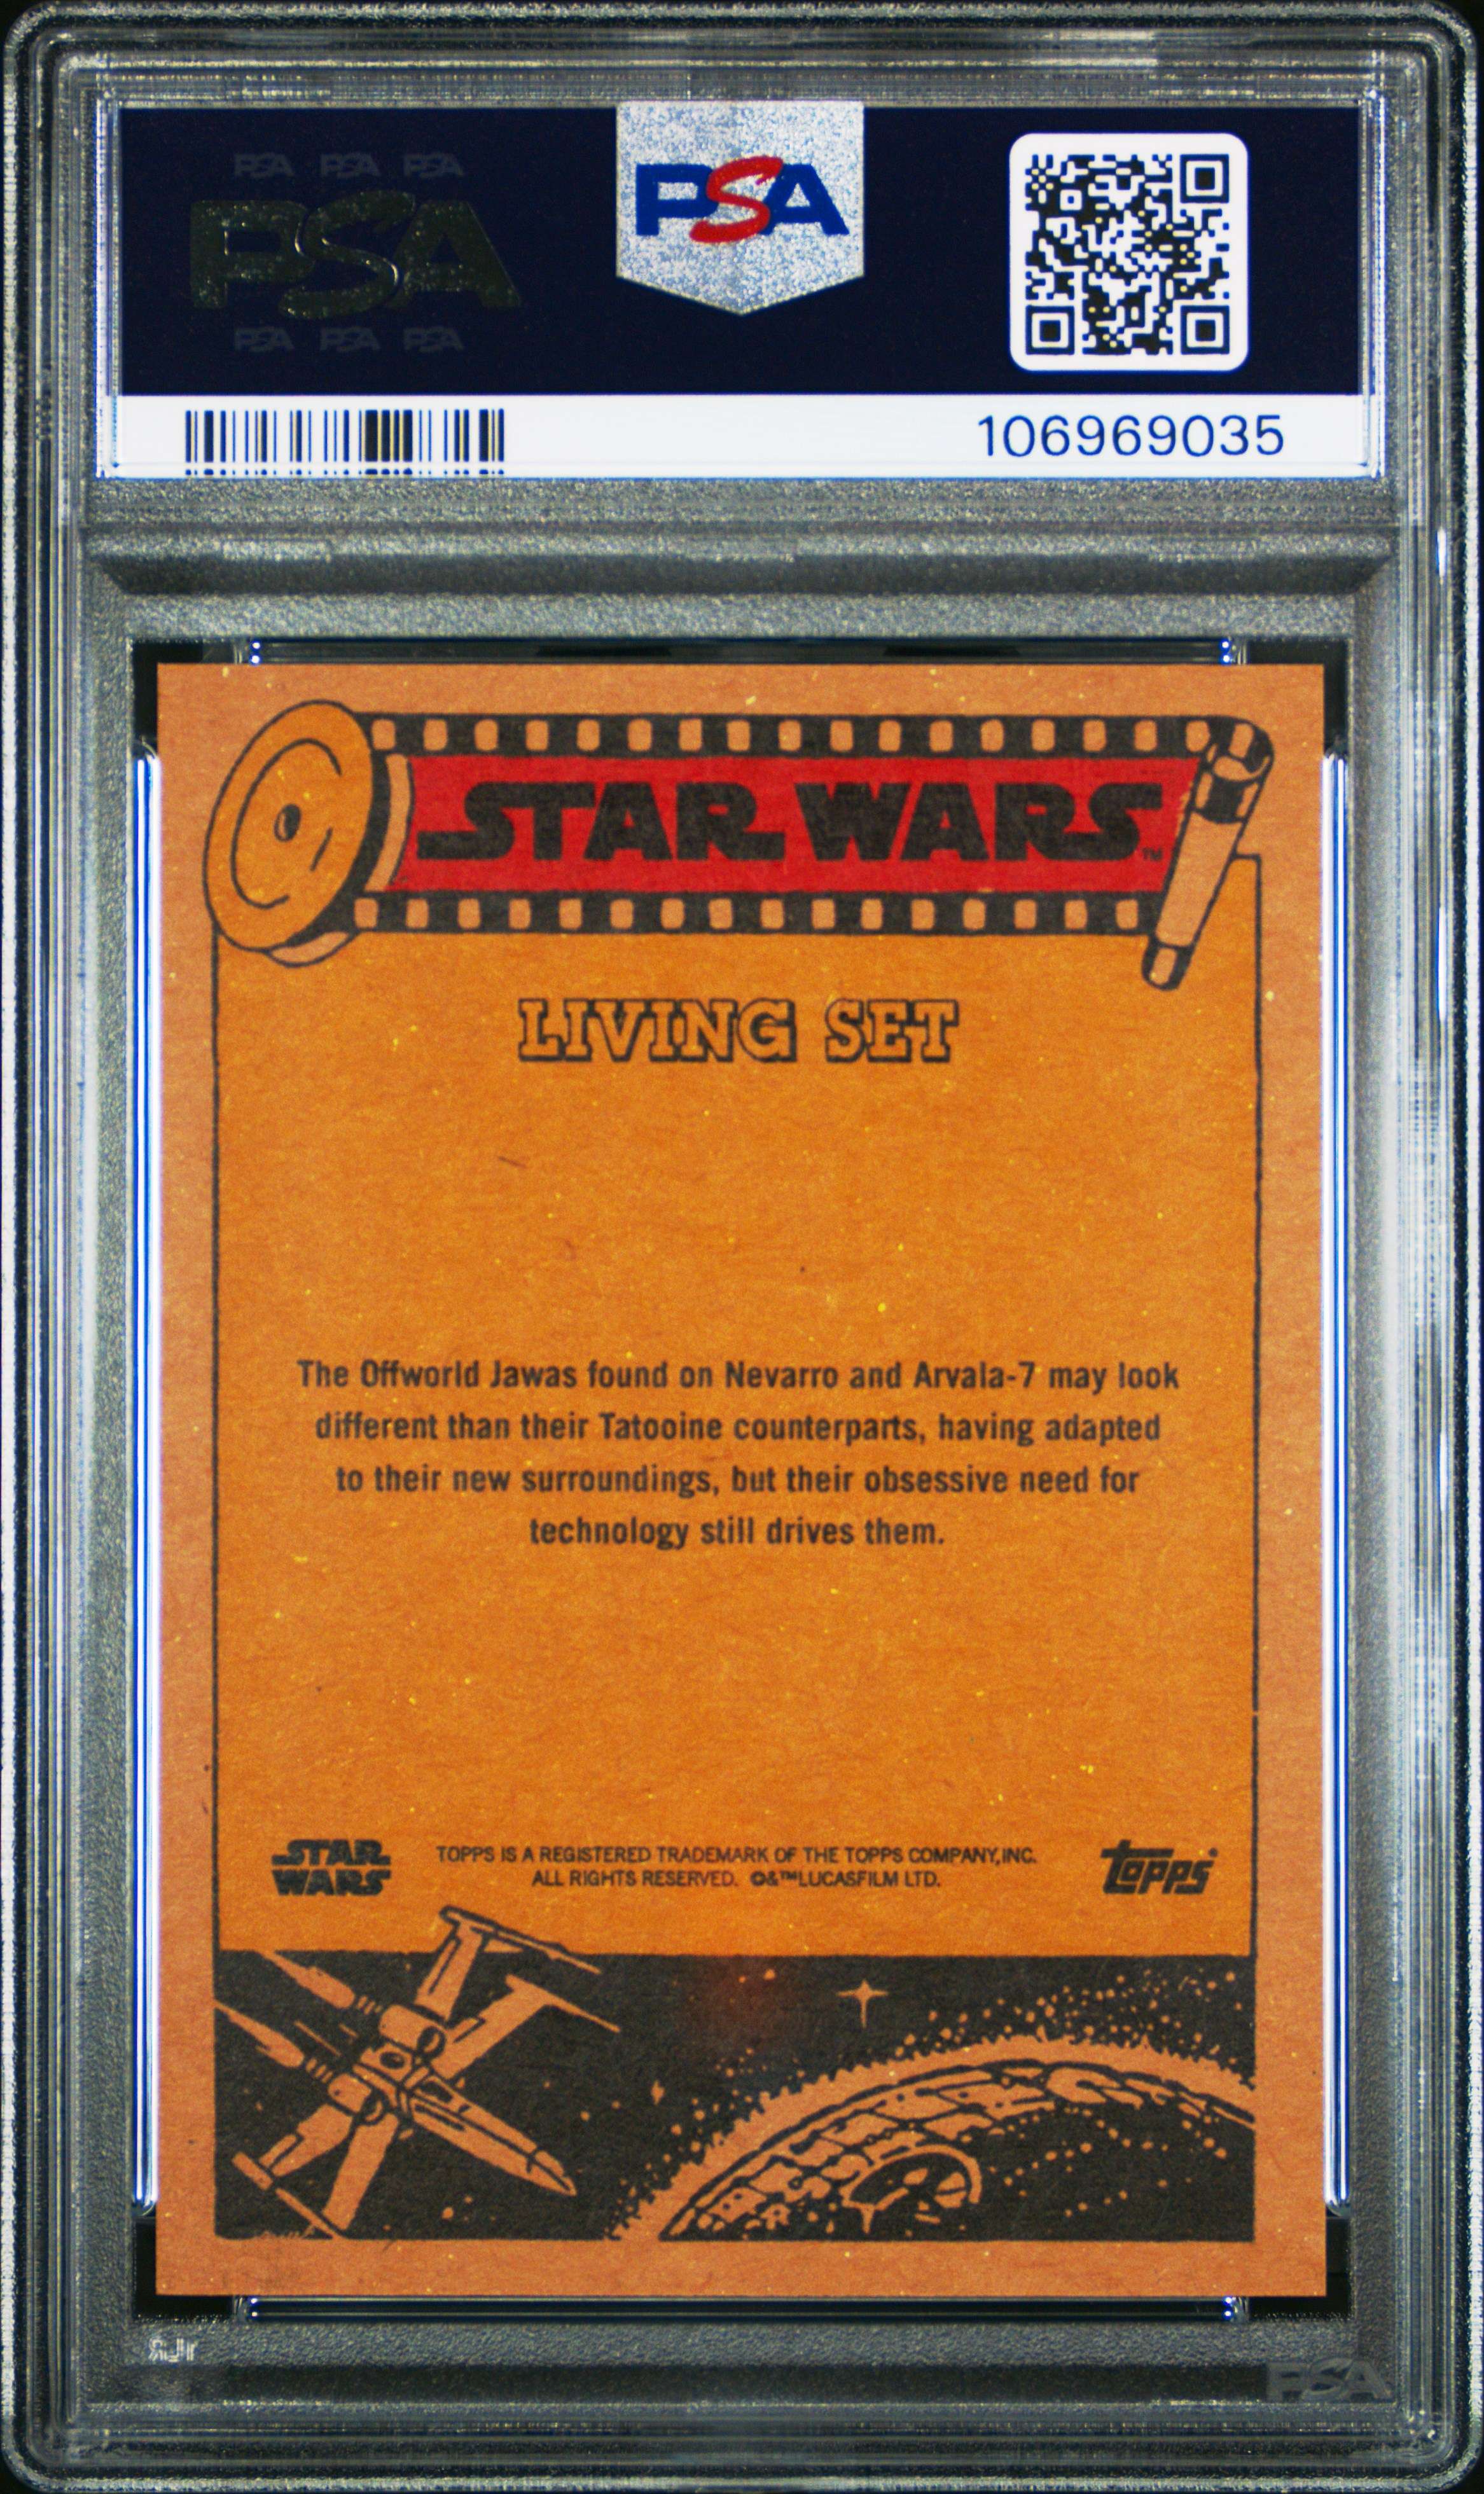 PSA PSA PSA
PSA
PSA PSA PSA
PSA
106969035
STAR WARS™
LIVING SET
The Offworld Jawas found on Nevarro and Arvala-7 may look
different than their Tatooine counterparts, having adapted
to their new surroundings, but their obsessive need for
technology still drives them.
STAR
WARS
TOPPS IS A REGISTERED TRADEMARK OF THE TOPPS COMPANY, INC.
ALL RIGHTS RESERVED. ©&™LUCASFILM LTD.
topps®
PSA